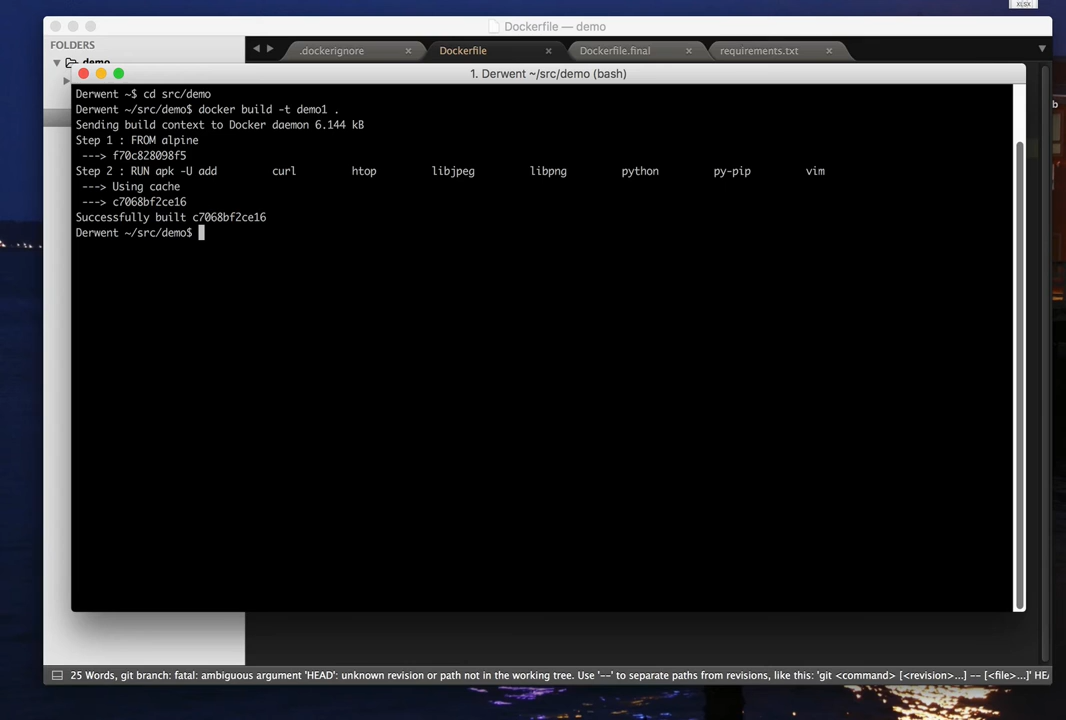 XLSX
Dockerfile — demo
FOLDERS
demo
.dockerignore
Dockerfile
Dockerfile.final
requirements.txt
1. Derwent ~/src/demo (bash)
Derwent ~$ cd src/demo
Derwent ~/src/demo$ docker build -t demo1 .
Sending build context to Docker daemon 6.144 kB
Step 1 : FROM alpine
---> f70c828098f5
Step 2 : RUN apk -U add curl htop libjpeg libpng python py-pip vim
---> Using cache
---> c7068bf2ce16
Successfully built c7068bf2ce16
Derwent ~/src/demo$
25 Words, git branch: fatal: ambiguous argument 'HEAD': unknown revision or path not in the working tree. Use '--' to separate paths from revisions, like this: 'git <command> [<revision>...] -- [<file>...]' HEA